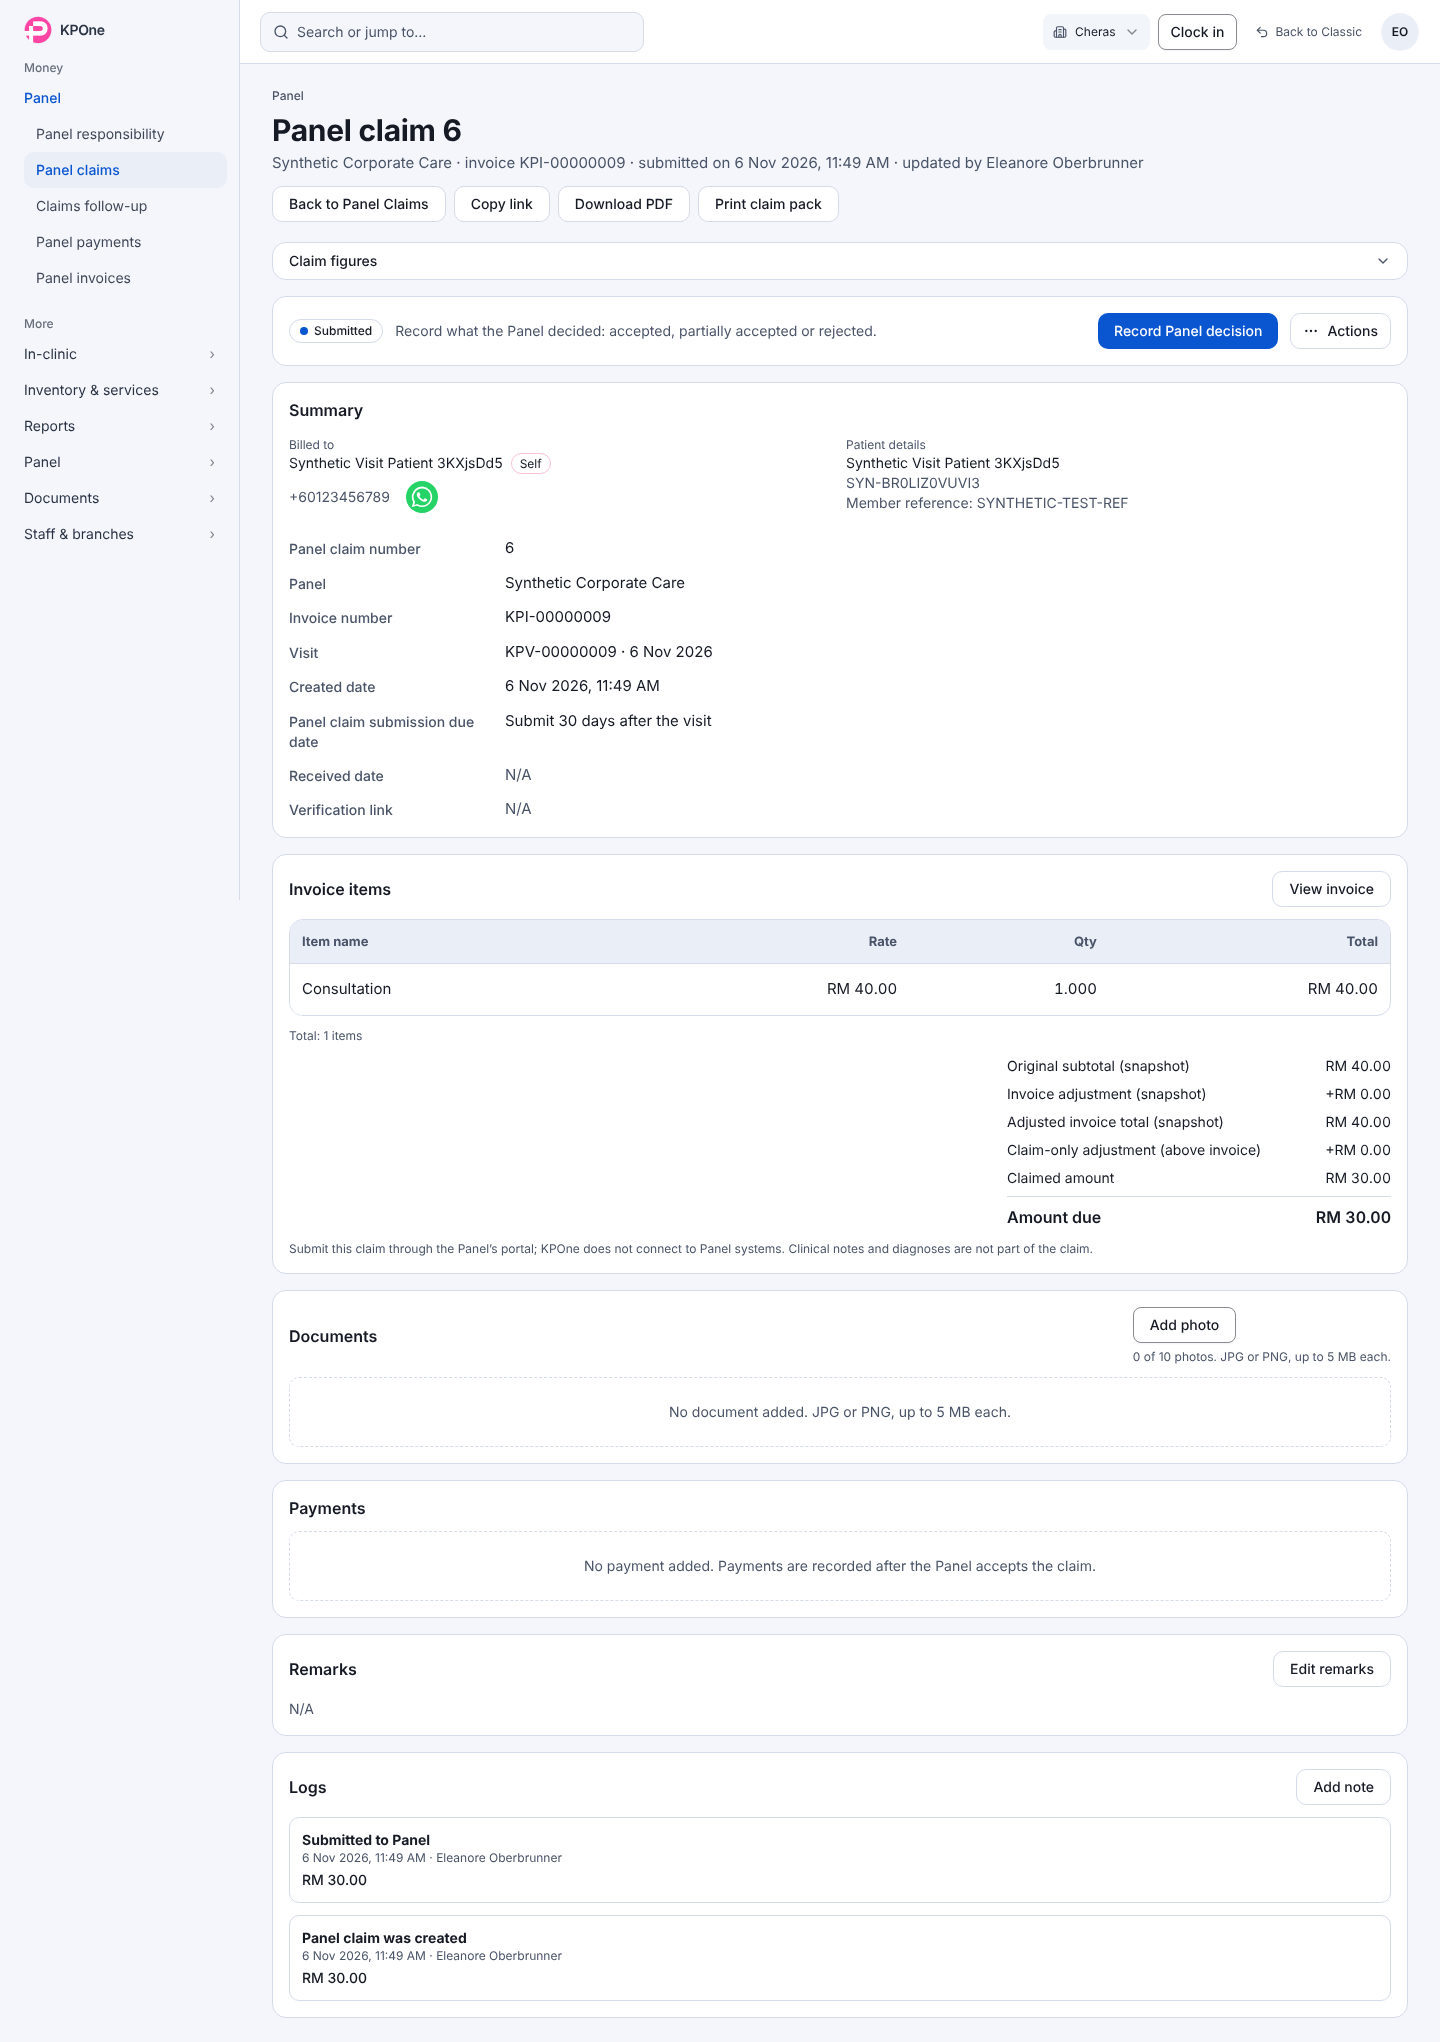 KPOne
Money
Panel
Panel responsibility
Panel claims
Claims follow-up
Panel payments
Panel invoices
More
In-clinic
Inventory & services
Reports
Panel
Documents
Staff & branches
Search or jump to...
Cheras
Clock in
Back to Classic
EO
Panel
Panel claim 6
Synthetic Corporate Care · invoice KPI-00000009 · submitted on 6 Nov 2026, 11:49 AM · updated by Eleanore Oberbrunner
Back to Panel Claims
Copy link
Download PDF
Print claim pack
Claim figures
Submitted
Record what the Panel decided: accepted, partially accepted or rejected.
Record Panel decision
Actions
Summary
Billed to
Synthetic Visit Patient 3KXjsDd5 Self
+60123456789
Patient details
Synthetic Visit Patient 3KXjsDd5
SYN-BR0LIZ0VUVI3
Member reference: SYNTHETIC-TEST-REF
Panel claim number 6
Panel Synthetic Corporate Care
Invoice number KPI-00000009
Visit KPV-00000009 · 6 Nov 2026
Created date 6 Nov 2026, 11:49 AM
Panel claim submission due
date
Submit 30 days after the visit
Received date N/A
Verification link N/A
Invoice items
View invoice
Item name Rate Qty Total
Consultation RM 40.00 1.000 RM 40.00
Total: 1 items
Original subtotal (snapshot) RM 40.00
Invoice adjustment (snapshot) +RM 0.00
Adjusted invoice total (snapshot) RM 40.00
Claim-only adjustment (above invoice) +RM 0.00
Claimed amount RM 30.00
Amount due RM 30.00
Submit this claim through the Panel's portal; KPOne does not connect to Panel systems. Clinical notes and diagnoses are not part of the claim.
Documents
Add photo
0 of 10 photos. JPG or PNG, up to 5 MB each.
No document added. JPG or PNG, up to 5 MB each.
Payments
No payment added. Payments are recorded after the Panel accepts the claim.
Remarks
Edit remarks
N/A
Logs
Add note
Submitted to Panel
6 Nov 2026, 11:49 AM · Eleanore Oberbrunner
RM 30.00
Panel claim was created
6 Nov 2026, 11:49 AM · Eleanore Oberbrunner
RM 30.00